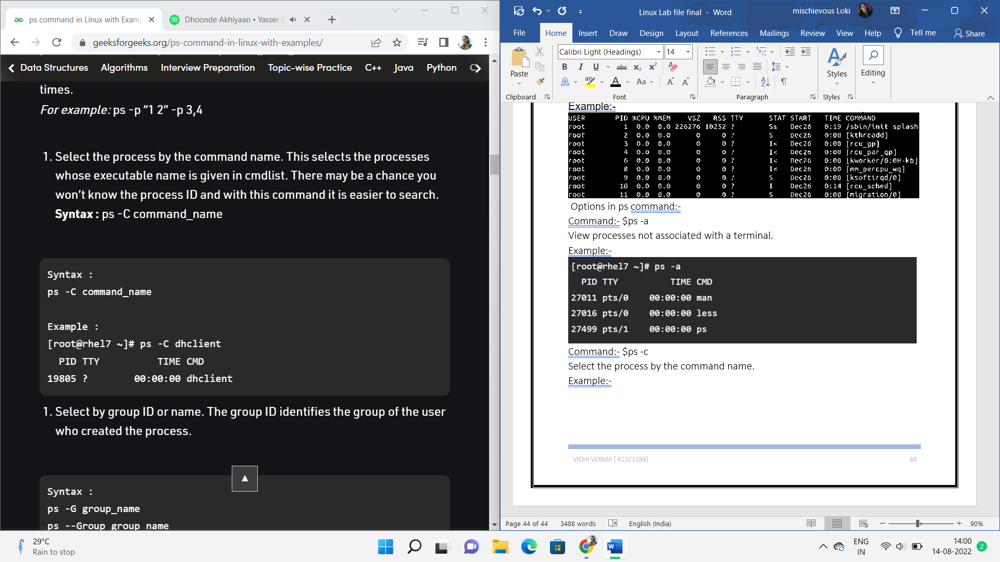 ps command in Linux with Examp
Dhoonde Akhiyaan • Yasser D
geeksforgeeks.org/ps-command-in-linux-with-examples/
Data Structures Algorithms Interview Preparation Topic-wise Practice C++ Java Python
times.
For example: ps -p "1 2" -p 3,4
1. Select the process by the command name. This selects the processes
whose executable name is given in cmdlist. There may be a chance you
won't know the process ID and with this command it is easier to search.
Syntax : ps -C command_name
Syntax :
ps -C command_name
Example :
[root@rhel7 ~]# ps -C dhclient
PID TTY TIME CMD
19805 ? 00:00:00 dhclient
1. Select by group ID or name. The group ID identifies the group of the user
who created the process.
▲
Syntax :
ps -G group_name
ps --Group group_name
Linux Lab file final - Word
mischievous Loki
File Home Insert Draw Design Layout References Mailings Review View Help Tell me Share
Paste
Clipboard
Calibri Light (Headings) 14
B I U abc X2 X2
A ab A Aa A A
Font
Paragraph
Styles
Styles
Editing
Example:-
USER PID %CPU %MEM VSZ RSS TTY STAT START TIME COMMAND
root 1 0.0 0.0 226276 10252 ? Ss Dec26 0:19 /sbin/init splash
root 2 0.0 0.0 0 0 ? S Dec26 0:00 [kthreadd]
root 3 0.0 0.0 0 0 ? I< Dec26 0:00 [rcu_gp]
root 4 0.0 0.0 0 0 ? I< Dec26 0:00 [rcu_par_gp]
root 6 0.0 0.0 0 0 ? I< Dec26 0:00 [kworker/0:0H-kb]
root 8 0.0 0.0 0 0 ? I< Dec26 0:00 [mm_percpu_wq]
root 9 0.0 0.0 0 0 ? S Dec26 0:00 [ksoftirqd/0]
root 10 0.0 0.0 0 0 ? I Dec26 0:14 [rcu_sched]
root 11 0.0 0.0 0 0 ? S Dec26 0:00 [migration/0]
Options in ps command:-
Command:- $ps -a
View processes not associated with a terminal.
Example:-
[root@rhel7 ~]# ps -a
PID TTY TIME CMD
27011 pts/0 00:00:00 man
27016 pts/0 00:00:00 less
27499 pts/1 00:00:00 ps
Command:- $ps -c
Select the process by the command name.
Example:-
VIDHI VERMA [ 41221184]
44
Page 44 of 44 3488 words English (India) 90%
29°C
Rain to stop
ENG
IN
14:00
14-08-2022
2